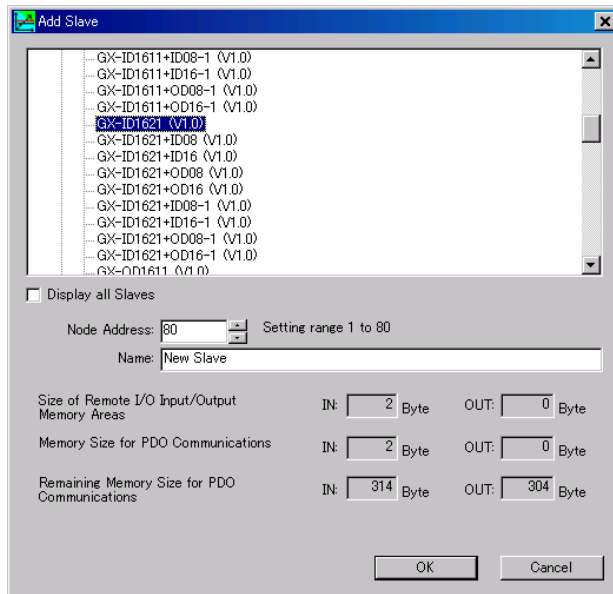 Add Slave
GX-ID1611+ID08-1 (V1.0)
GX-ID1611+ID16-1 (V1.0)
GX-ID1611+OD08-1 (V1.0)
GX-ID1611+OD16-1 (V1.0)
GX-ID1621 (V1.0)
GX-ID1621+ID08 (V1.0)
GX-ID1621+ID16 (V1.0)
GX-ID1621+OD08 (V1.0)
GX-ID1621+OD16 (V1.0)
GX-ID1621+ID08-1 (V1.0)
GX-ID1621+ID16-1 (V1.0)
GX-ID1621+OD08-1 (V1.0)
GX-ID1621+OD16-1 (V1.0)
GX-OD1611 (V1.0)
Display all Slaves
Node Address: 80 Setting range 1 to 80
Name: New Slave
Size of Remote I/O Input/Output
Memory Areas IN: 2 Byte OUT: 0 Byte
Memory Size for PDO Communications IN: 2 Byte OUT: 0 Byte
Remaining Memory Size for PDO
Communications IN: 314 Byte OUT: 304 Byte
OK Cancel